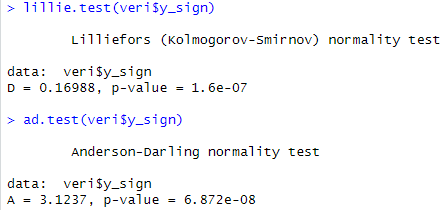 > lillie.test(veri$y_sign)
Lilliefors (Kolmogorov-Smirnov) normality test
data:  veri$y_sign
D = 0.16988, p-value = 1.6e-07
> ad.test(veri$y_sign)
Anderson-Darling normality test
data:  veri$y_sign
A = 3.1237, p-value = 6.872e-08